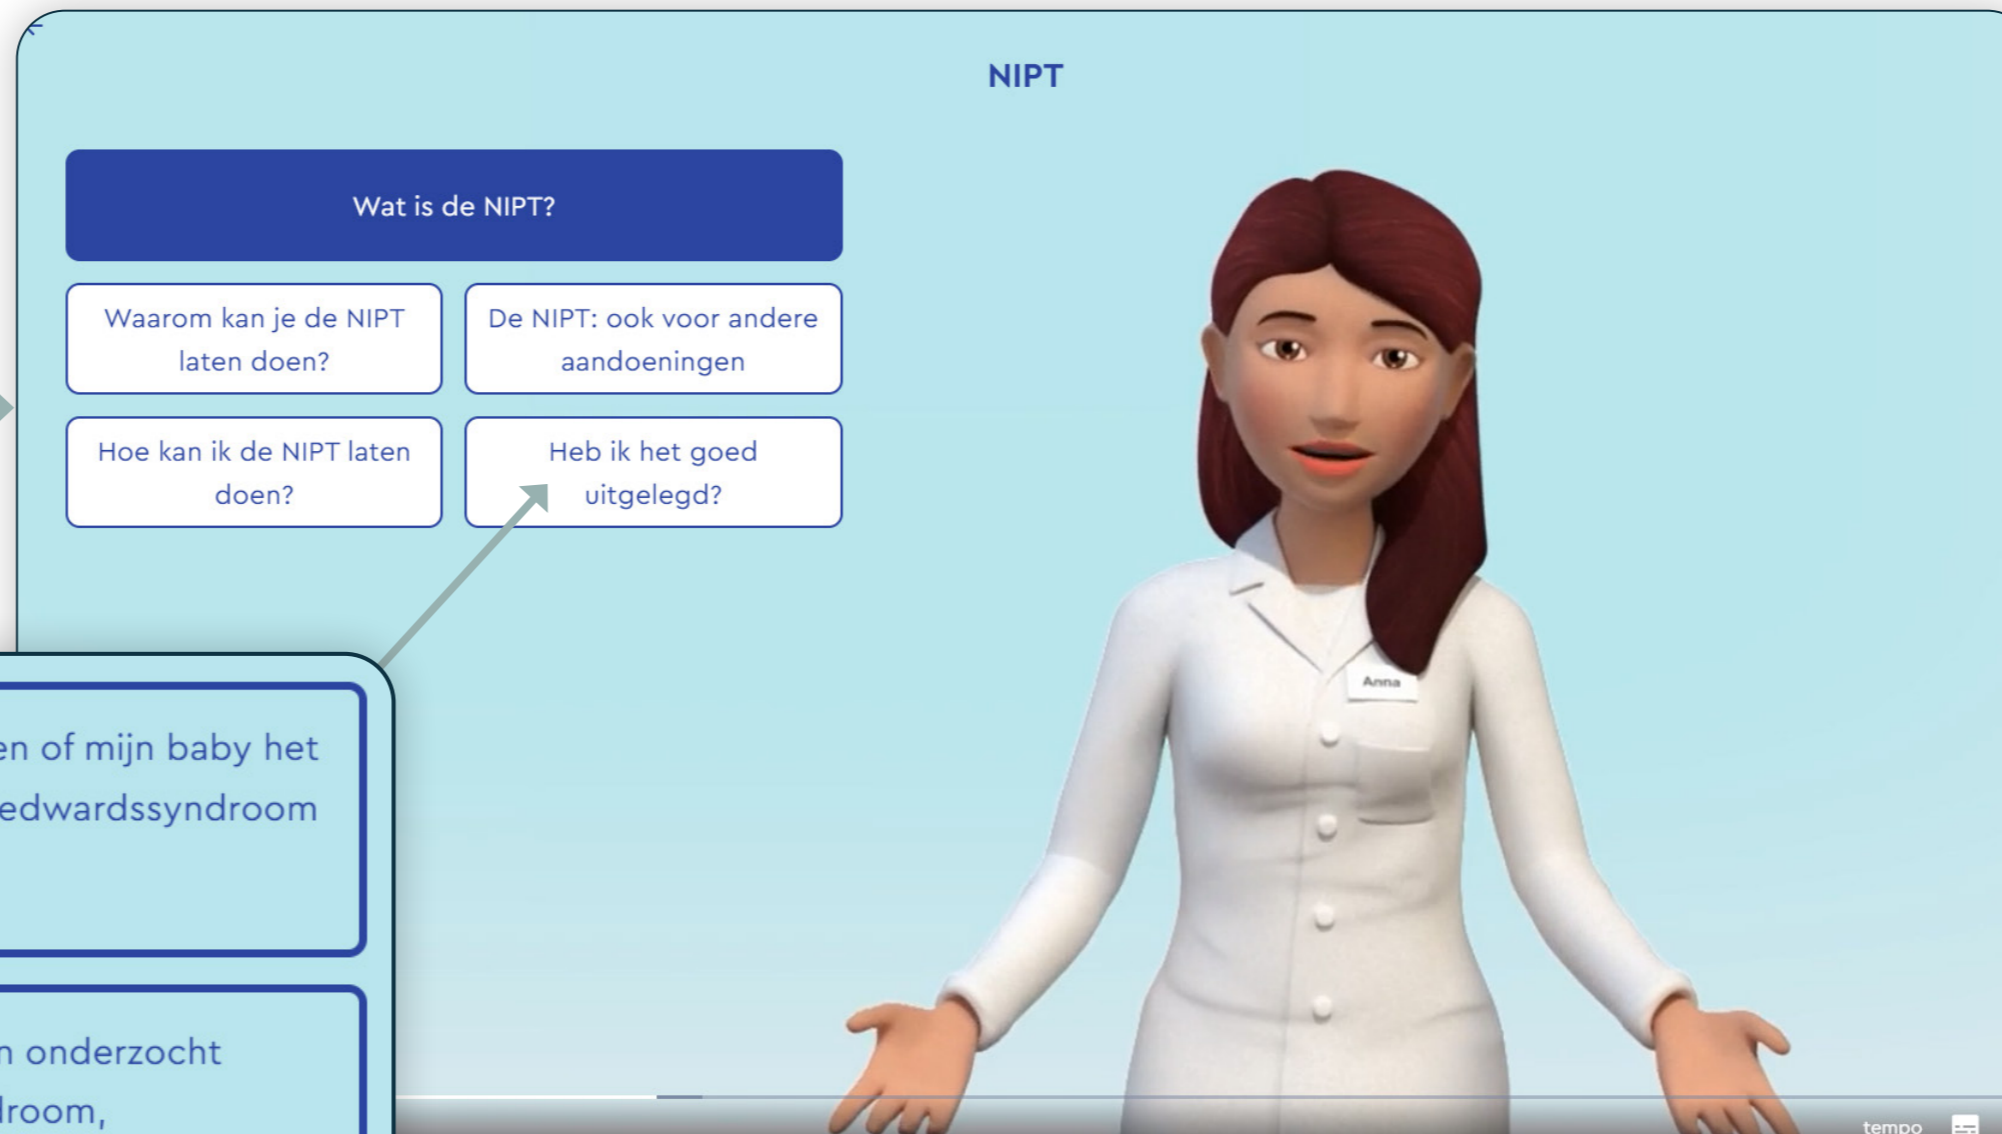 NIPT
Wat is de NIPT?
Waarom kan je de NIPT
laten doen?
De NIPT: ook voor andere
aandoeningen
Hoe kan ik de NIPT laten
doen?
Heb ik het goed
uitgelegd?
Anna
of mijn baby het
edwardssyndroom
onderzocht
tempo